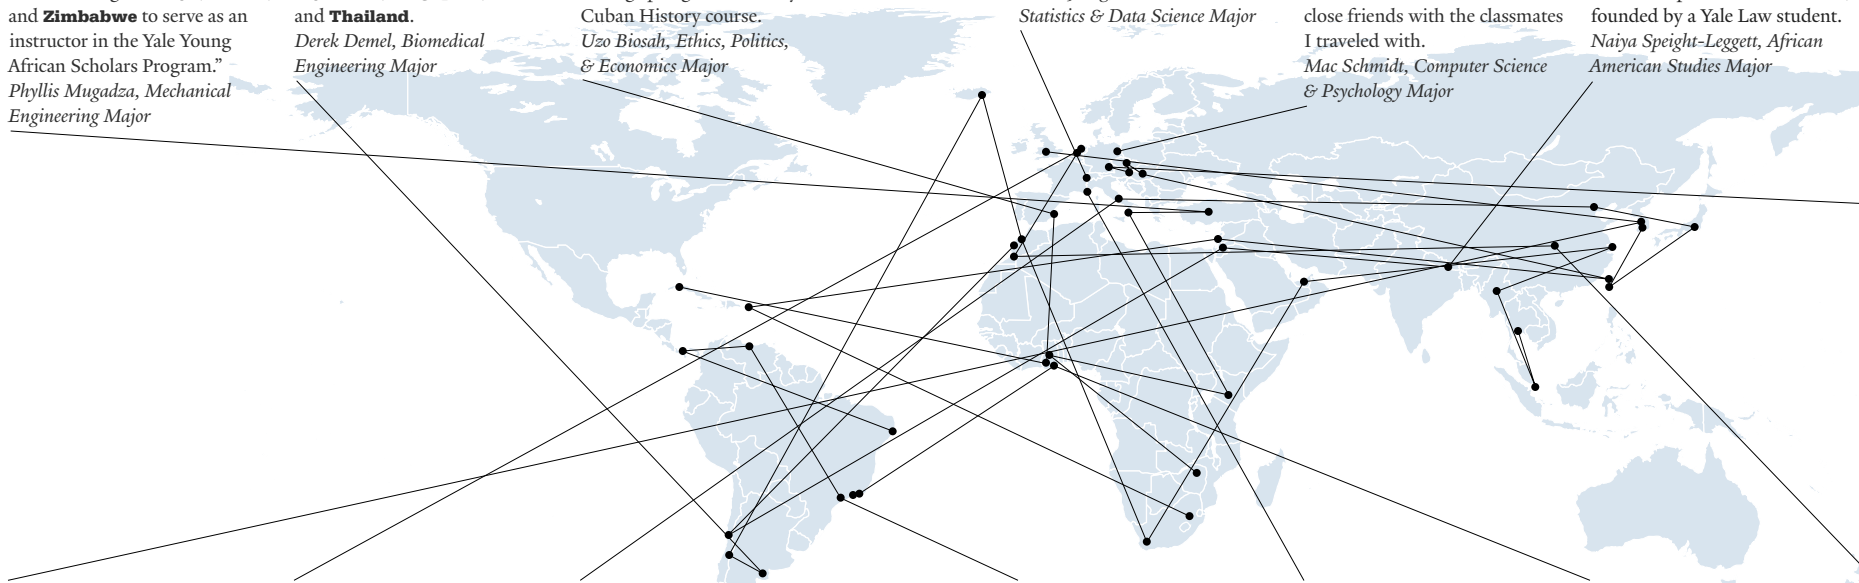 and Zimbabwe to serve as an
instructor in the Yale Young
African Scholars Program.”
Phyllis Mugadza, Mechanical
Engineering Major
and Thailand.
Derek Demel, Biomedical
Engineering Major
Cuban History course.
Uzo Biosah, Ethics, Politics,
& Economics Major
Statistics & Data Science Major
close friends with the classmates
I traveled with.
Mac Schmidt, Computer Science
& Psychology Major
founded by a Yale Law student.
Naiya Speight-Leggett, African
American Studies Major